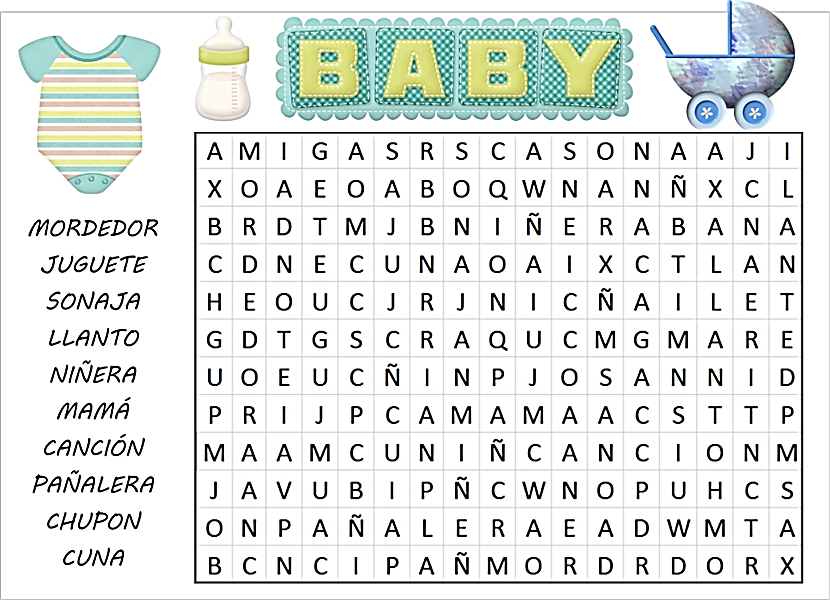 BABY
A M I G A S R S C A S O N A A J I
X O A E O A B O Q W N A N Ñ X C L
B R D T M J B N I Ñ E R A B A N A
C D N E C U N A O A I X C T L A N
H E O U C J R J N I C Ñ A I L E T
G D T G S C R A Q U C M G M A R E
U O E U C Ñ I N P J O S A N N I D
P R I J P C A M A M A A C S T T P
M A A M C U N I Ñ C A N C I O N M
J A V U B I P Ñ C W N O P U H C S
O N P A Ñ A L E R A E A D W M T A
B C N C I P A Ñ M O R D R D O R X
MORDEDOR
JUGUETE
SONAJA
LLANTO
NIÑERA
MAMÁ
CANCIÓN
PAÑALERA
CHUPON
CUNA